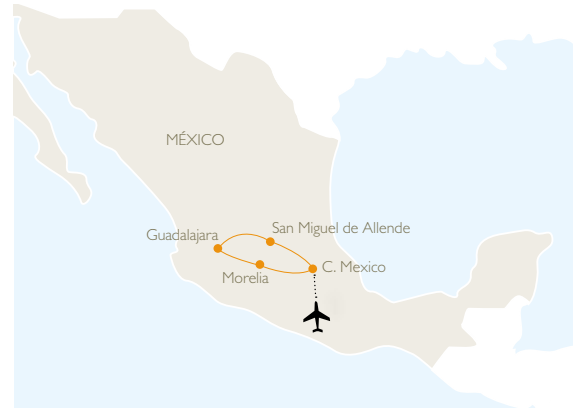 MÉXICO
San Miguel de Allende
Guadalajara
C. Mexico
Morelia